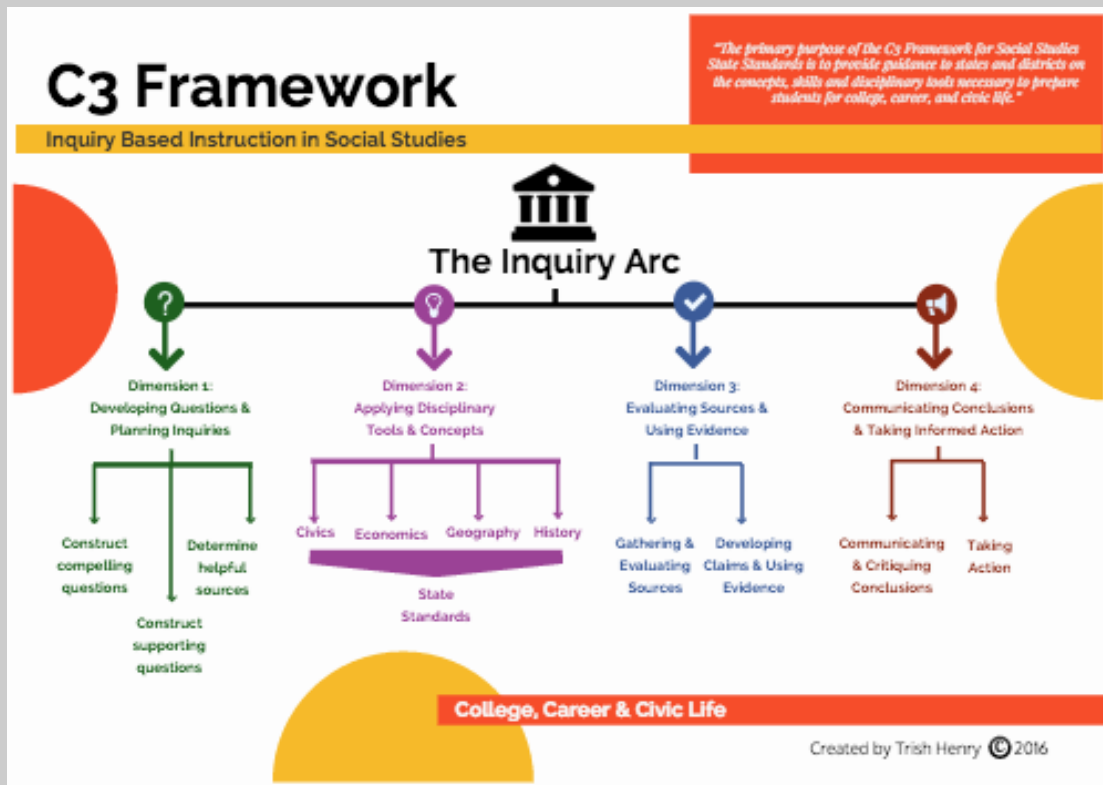 C3 Framework
"The primary purpose of the C3 Framework for Social Studies
State Standards is to provide guidance to states and districts on
the concepts, skills and disciplinary tools necessary to prepare
students for college, career, and civic life."
Inquiry Based Instruction in Social Studies
The Inquiry Arc
?
Dimension 1:
Developing Questions &
Planning Inquiries
Construct
compelling
questions
Construct
supporting
questions
Determine
helpful
sources
Dimension 2:
Applying Disciplinary
Tools & Concepts
Civics
Economics
Geography
History
State
Standards
Dimension 3:
Evaluating Sources &
Using Evidence
Gathering &
Evaluating
Sources
Developing
Claims & Using
Evidence
Dimension 4:
Communicating Conclusions
& Taking Informed Action
Communicating
& Critiquing
Conclusions
Taking
Action
College, Career & Civic Life
Created by Trish Henry © 2016